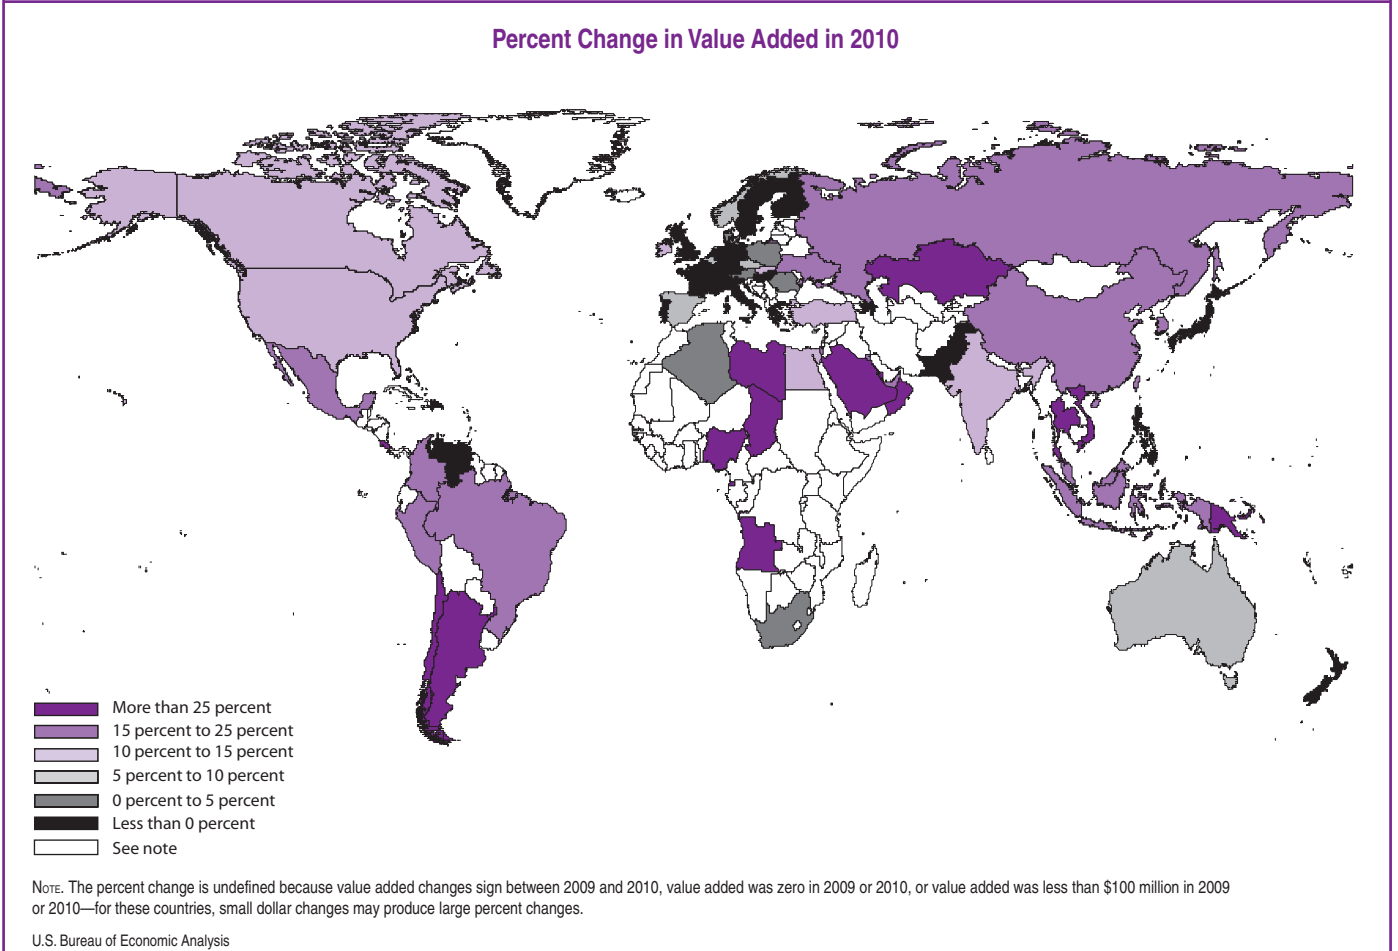 Percent Change in Value Added in 2010
More than 25 percent
15 percent to 25 percent
10 percent to 15 percent
5 percent to 10 percent
0 percent to 5 percent
Less than 0 percent
See note
NOTE. The percent change is undefined because value added changes sign between 2009 and 2010, value added was zero in 2009 or 2010, or value added was less than $100 million in 2009
or 2010—for these countries, small dollar changes may produce large percent changes.
U.S. Bureau of Economic Analysis